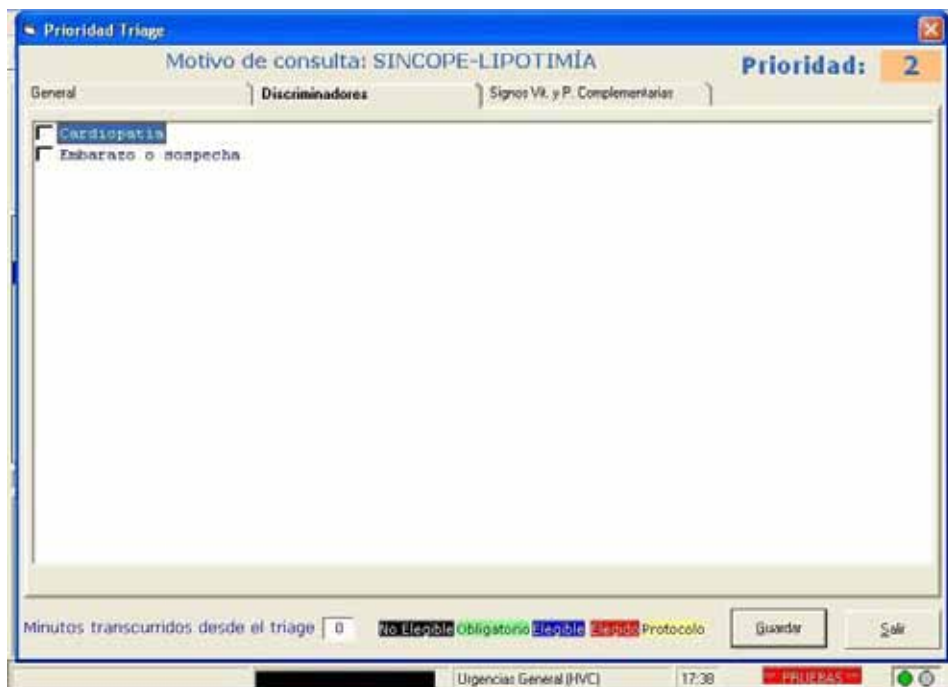 Prioridad Triage
Motivo de consulta: SINCOPE-LIPOTIMÍA
Prioridad: 2
General Discriminadores Signos Vit. y P. Complementarias
Cardiopatia
Embarazo o sospecha
Minutos transcurridos desde el triage 0 No Elegible Obligatorio Elegible Elegido Protocolo Guardar Salir
Urgencias General (HVC) 17:38 ** PRUEBAS **